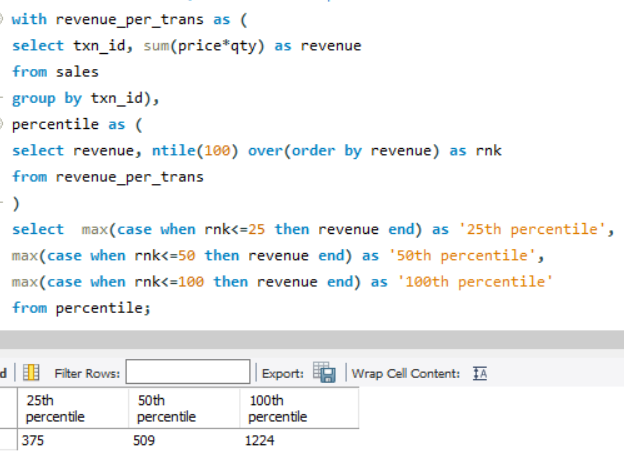 with revenue_per_trans as (
select txn_id, sum(price*qty) as revenue
from sales
group by txn_id),
percentile as (
select revenue, ntile(100) over(order by revenue) as rnk
from revenue_per_trans
)
select  max(case when rnk<=25 then revenue end) as '25th percentile',
max(case when rnk<=50 then revenue end) as '50th percentile',
max(case when rnk<=100 then revenue end) as '100th percentile'
from percentile;
Filter Rows: Export: Wrap Cell Content:
25th percentile 50th percentile 100th percentile
375 509 1224